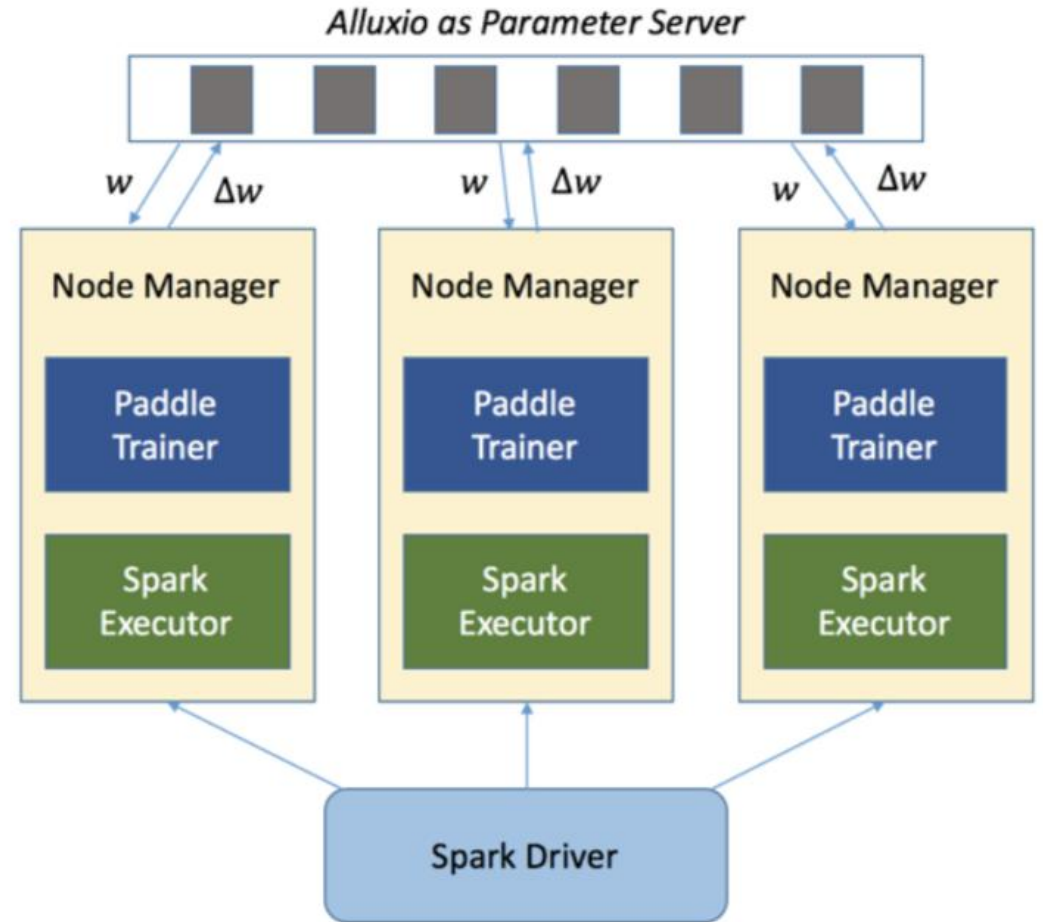 Alluxio as Parameter Server
w Δw w Δw w Δw
Node Manager Node Manager Node Manager
Paddle Paddle Paddle
Trainer Trainer Trainer
Spark Spark Spark
Executor Executor Executor
Spark Driver